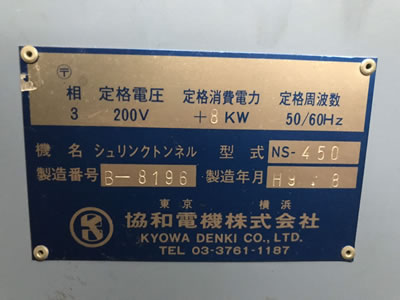 〒
相 定格電圧 定格消費電力 定格周波数
3 200V +8 KW 50/60Hz
機名 シュリンクトンネル 型式 NS-450
製造番号 B-8196 製造年月 H9.8
東京 横浜
協和電機株式会社
KYOWA DENKI CO., LTD.
TEL 03-3761-1187